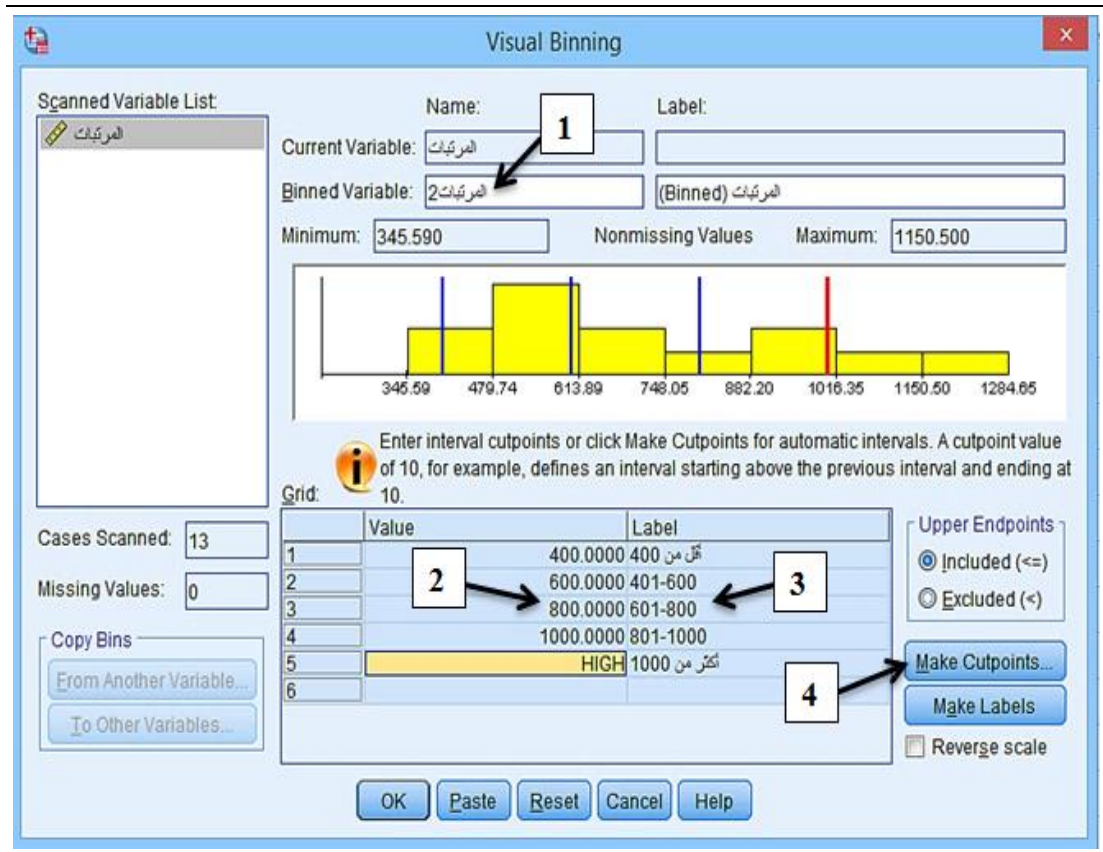 Visual Binning
Scanned Variable List:
المرتبات
Name:
Label:
1
Current Variable:
المرتبات
Binned Variable:
المرتبات2
المرتبات (Binned)
Minimum: 345.590
Nonmissing Values
Maximum: 1150.500
345.59 479.74 613.89 748.05 882.20 1016.35 1150.50 1284.65
Enter interval cutpoints or click Make Cutpoints for automatic intervals. A cutpoint value
of 10, for example, defines an interval starting above the previous interval and ending at
10.
Grid:
Value Label
1 400.0000 أقل من 400
2 600.0000 401-600
3 800.0000 601-800
4 1000.0000 801-1000
5 HIGH أكثر من 1000
6
2
3
4
Cases Scanned: 13
Missing Values: 0
Copy Bins
From Another Variable...
To Other Variables...
Upper Endpoints
Included (<=)
Excluded (<)
Make Cutpoints...
Make Labels
Reverse scale
OK Paste Reset Cancel Help